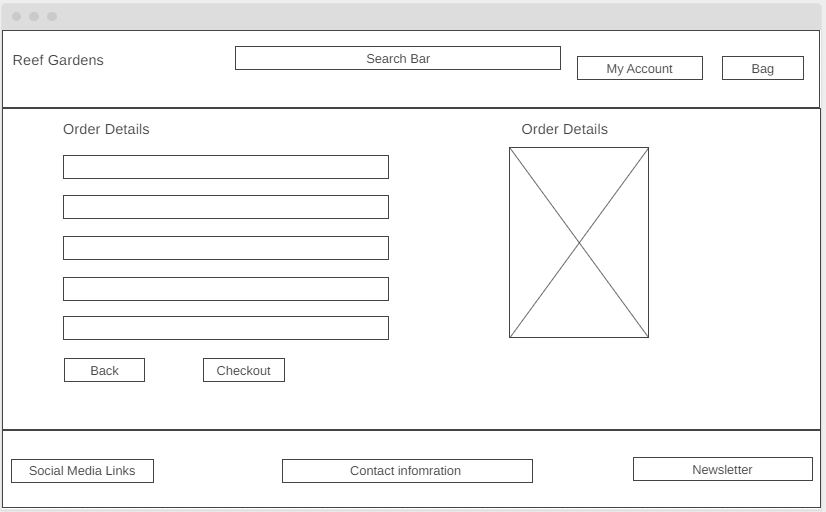 Reef Gardens
Search Bar
My Account
Bag
Order Details
Order Details
Back
Checkout
Social Media Links
Contact infomration
Newsletter